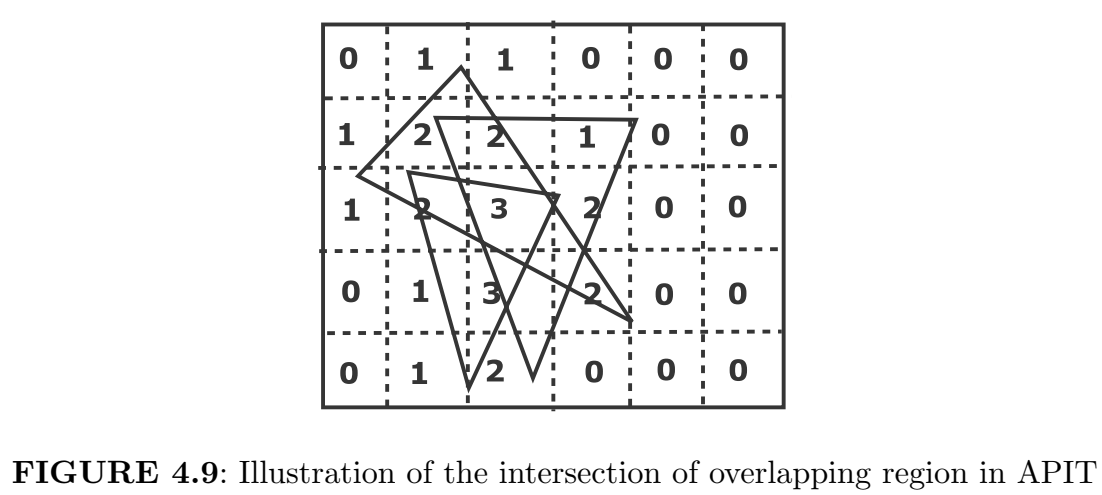 0 1 1 0 0 0
1 2 2 1 0 0
1 2 3 2 0 0
0 1 3 2 0 0
0 1 2 0 0 0
FIGURE 4.9: Illustration of the intersection of overlapping region in APIT